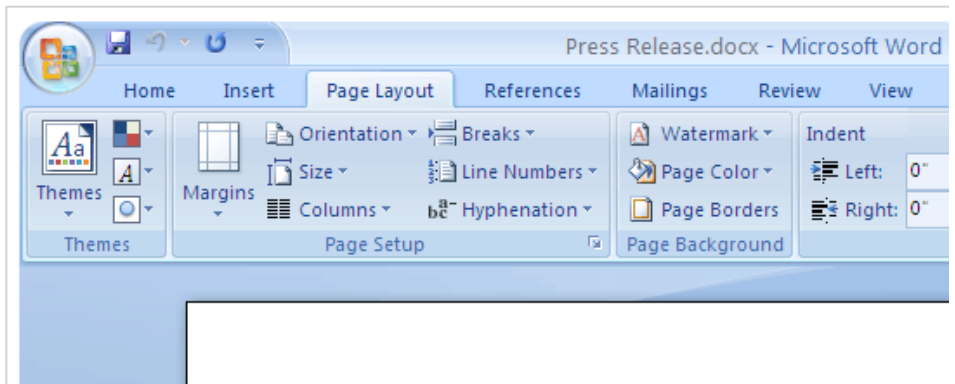 Press Release.docx - Microsoft Word
Home Insert Page Layout References Mailings Review View
Aa Orientation Breaks Watermark Indent
Themes A Margins Size Line Numbers Page Color Left: 0"
Columns bc a- Hyphenation Page Borders Right: 0"
Themes Page Setup Page Background